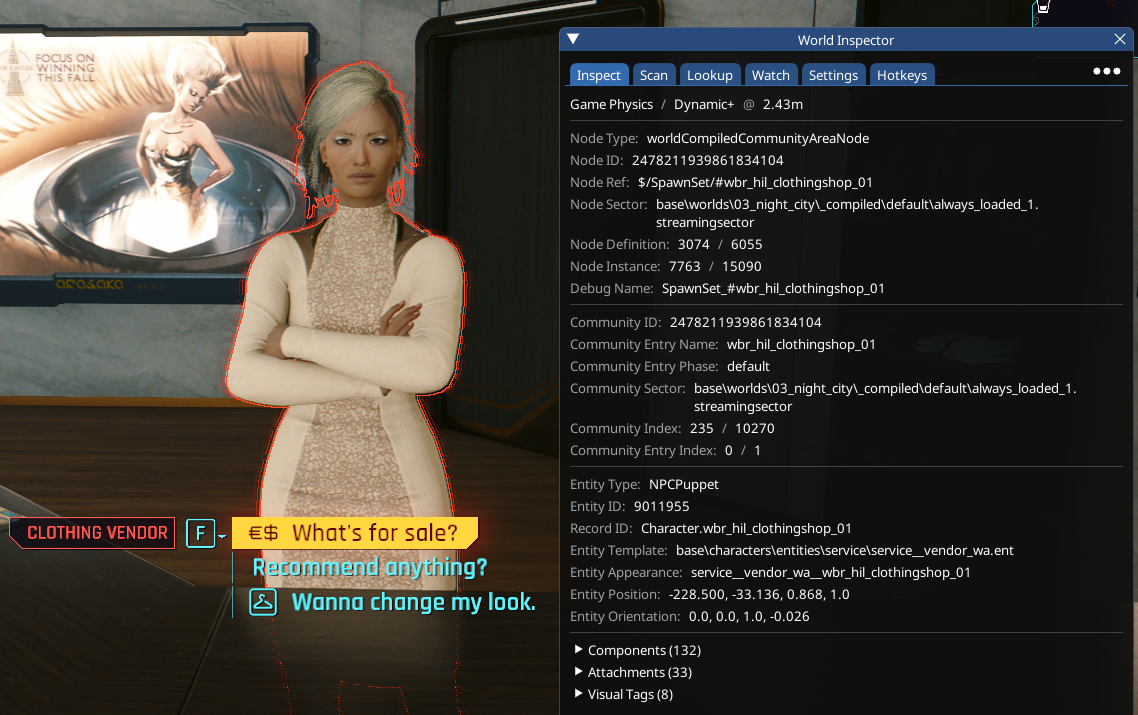 FOCUS ON
WINNING
THIS FALL
arasaka
CLOTHING VENDOR
F
€$ What's for sale?
Recommend anything?
Wanna change my look.
World Inspector
Inspect Scan Lookup Watch Settings Hotkeys
Game Physics / Dynamic+ @ 2.43m
Node Type: worldCompiledCommunityAreaNode
Node ID: 2478211939861834104
Node Ref: $/SpawnSet/#wbr_hil_clothingshop_01
Node Sector: base\worlds\03_night_city\_compiled\default\always_loaded_1.
streamingsector
Node Definition: 3074 / 6055
Node Instance: 7763 / 15090
Debug Name: SpawnSet_#wbr_hil_clothingshop_01
Community ID: 2478211939861834104
Community Entry Name: wbr_hil_clothingshop_01
Community Entry Phase: default
Community Sector: base\worlds\03_night_city\_compiled\default\always_loaded_1.
streamingsector
Community Index: 235 / 10270
Community Entry Index: 0 / 1
Entity Type: NPCPuppet
Entity ID: 9011955
Record ID: Character.wbr_hil_clothingshop_01
Entity Template: base\characters\entities\service\service__vendor_wa.ent
Entity Appearance: service__vendor_wa__wbr_hil_clothingshop_01
Entity Position: -228.500, -33.136, 0.868, 1.0
Entity Orientation: 0.0, 0.0, 1.0, -0.026
Components (132)
Attachments (33)
Visual Tags (8)